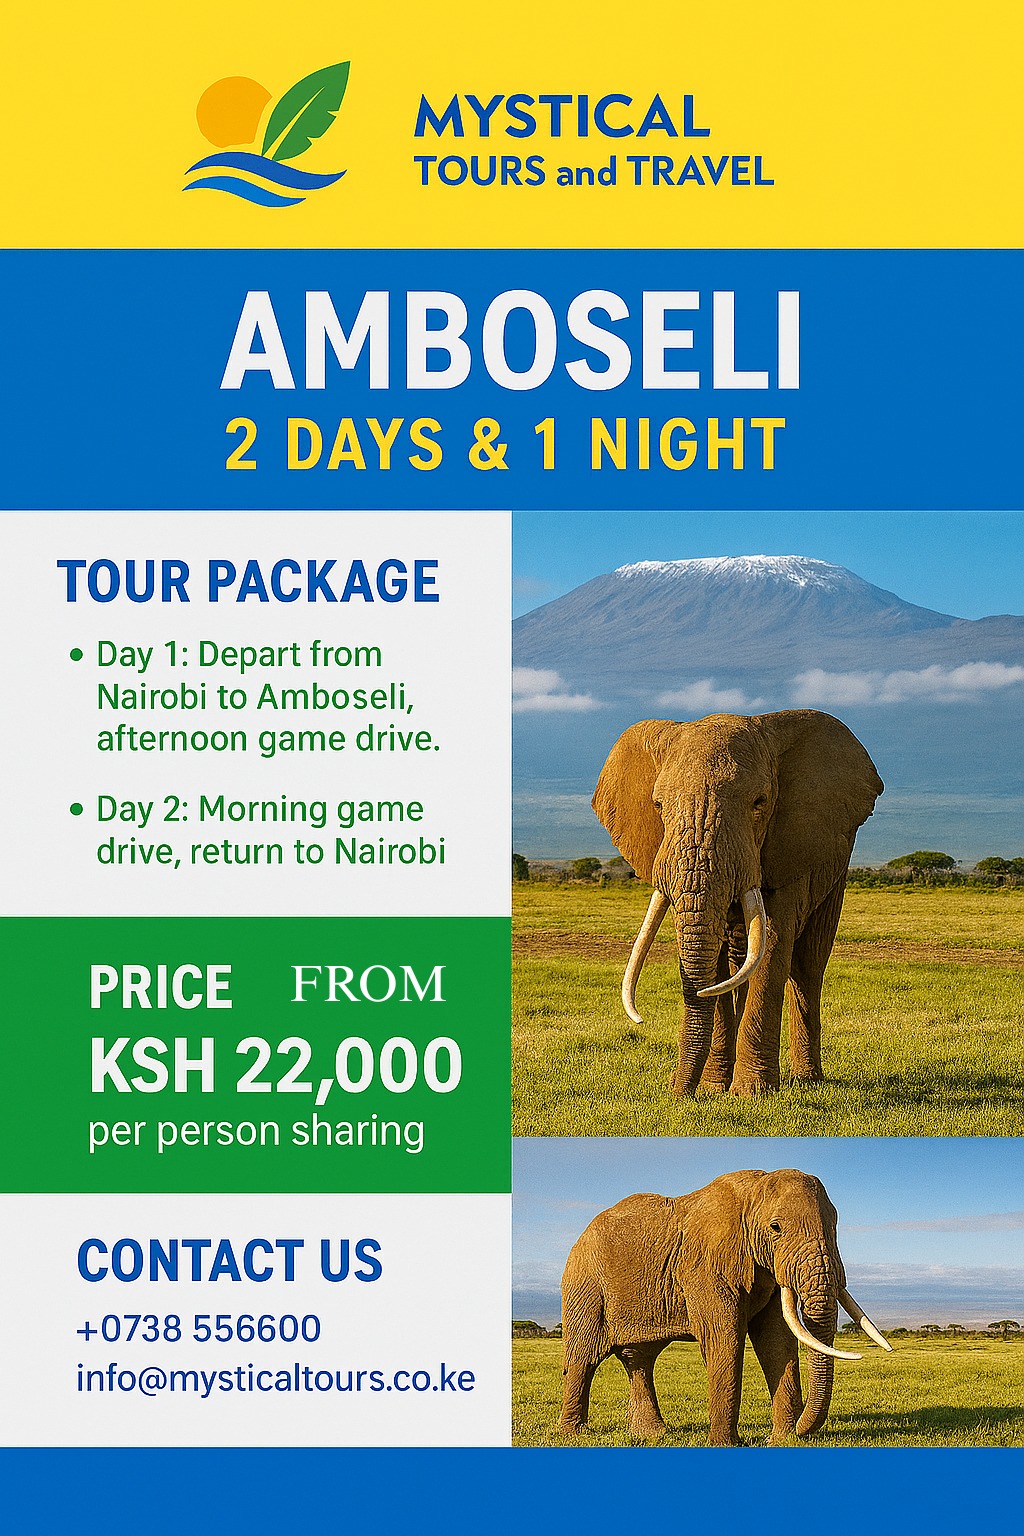 MYSTICAL
TOURS and TRAVEL
AMBOSELI
2 DAYS & 1 NIGHT
TOUR PACKAGE
• Day 1: Depart from
Nairobi to Amboseli,
afternoon game drive.
• Day 2: Morning game
drive, return to Nairobi
PRICE FROM
KSH 22,000
per person sharing
CONTACT US
+0738 556600
info@mysticaltours.co.ke